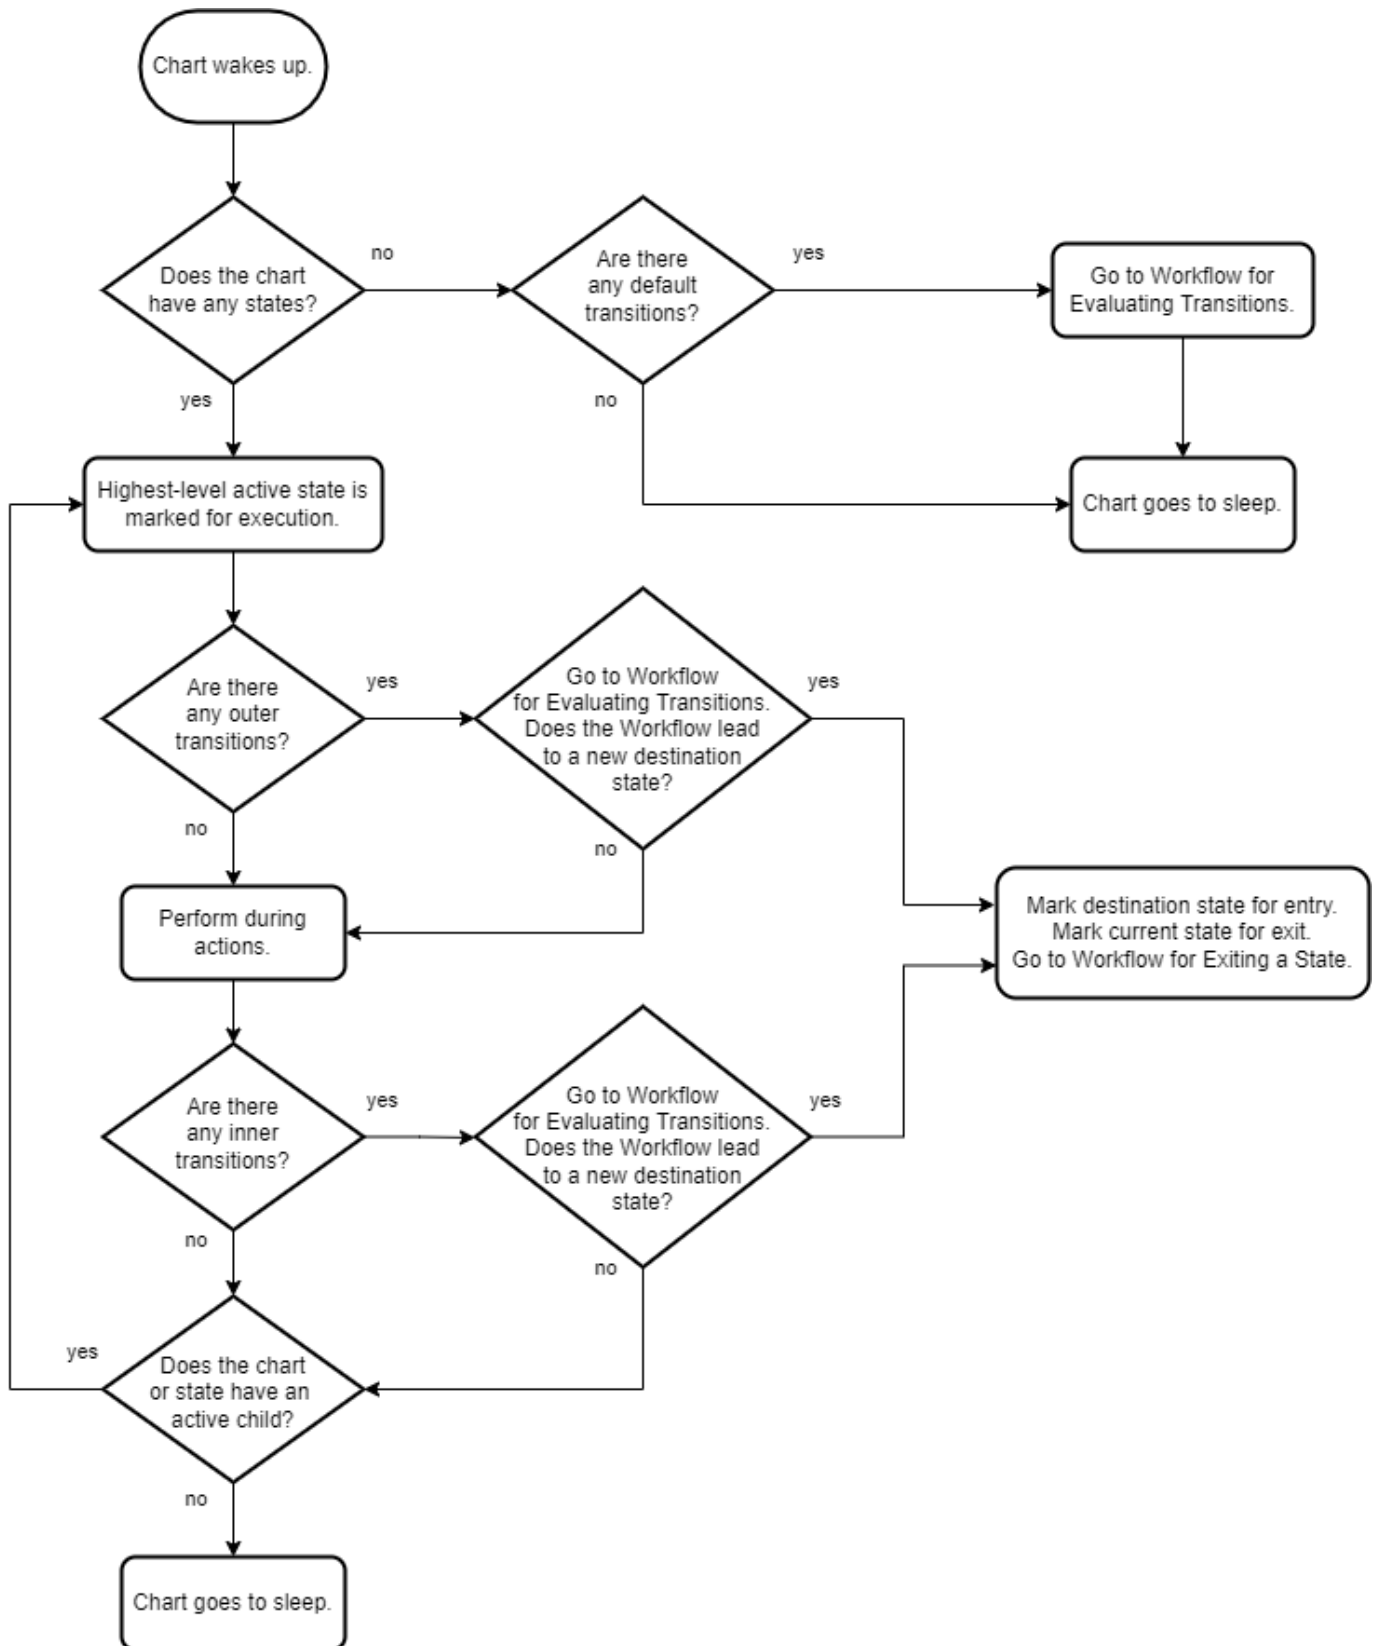 Chart wakes up.
Does the chart
have any states?
no
Are there
any default
transitions?
yes
Go to Workflow for
Evaluating Transitions.
yes
no
Highest-level active state is
marked for execution.
Chart goes to sleep.
Are there
any outer
transitions?
yes
Go to Workflow
for Evaluating Transitions.
Does the Workflow lead
to a new destination
state?
yes
no
no
Perform during
actions.
Mark destination state for entry.
Mark current state for exit.
Go to Workflow for Exiting a State.
Are there
any inner
transitions?
yes
Go to Workflow
for Evaluating Transitions.
Does the Workflow lead
to a new destination
state?
yes
no
no
yes
Does the chart
or state have an
active child?
no
Chart goes to sleep.